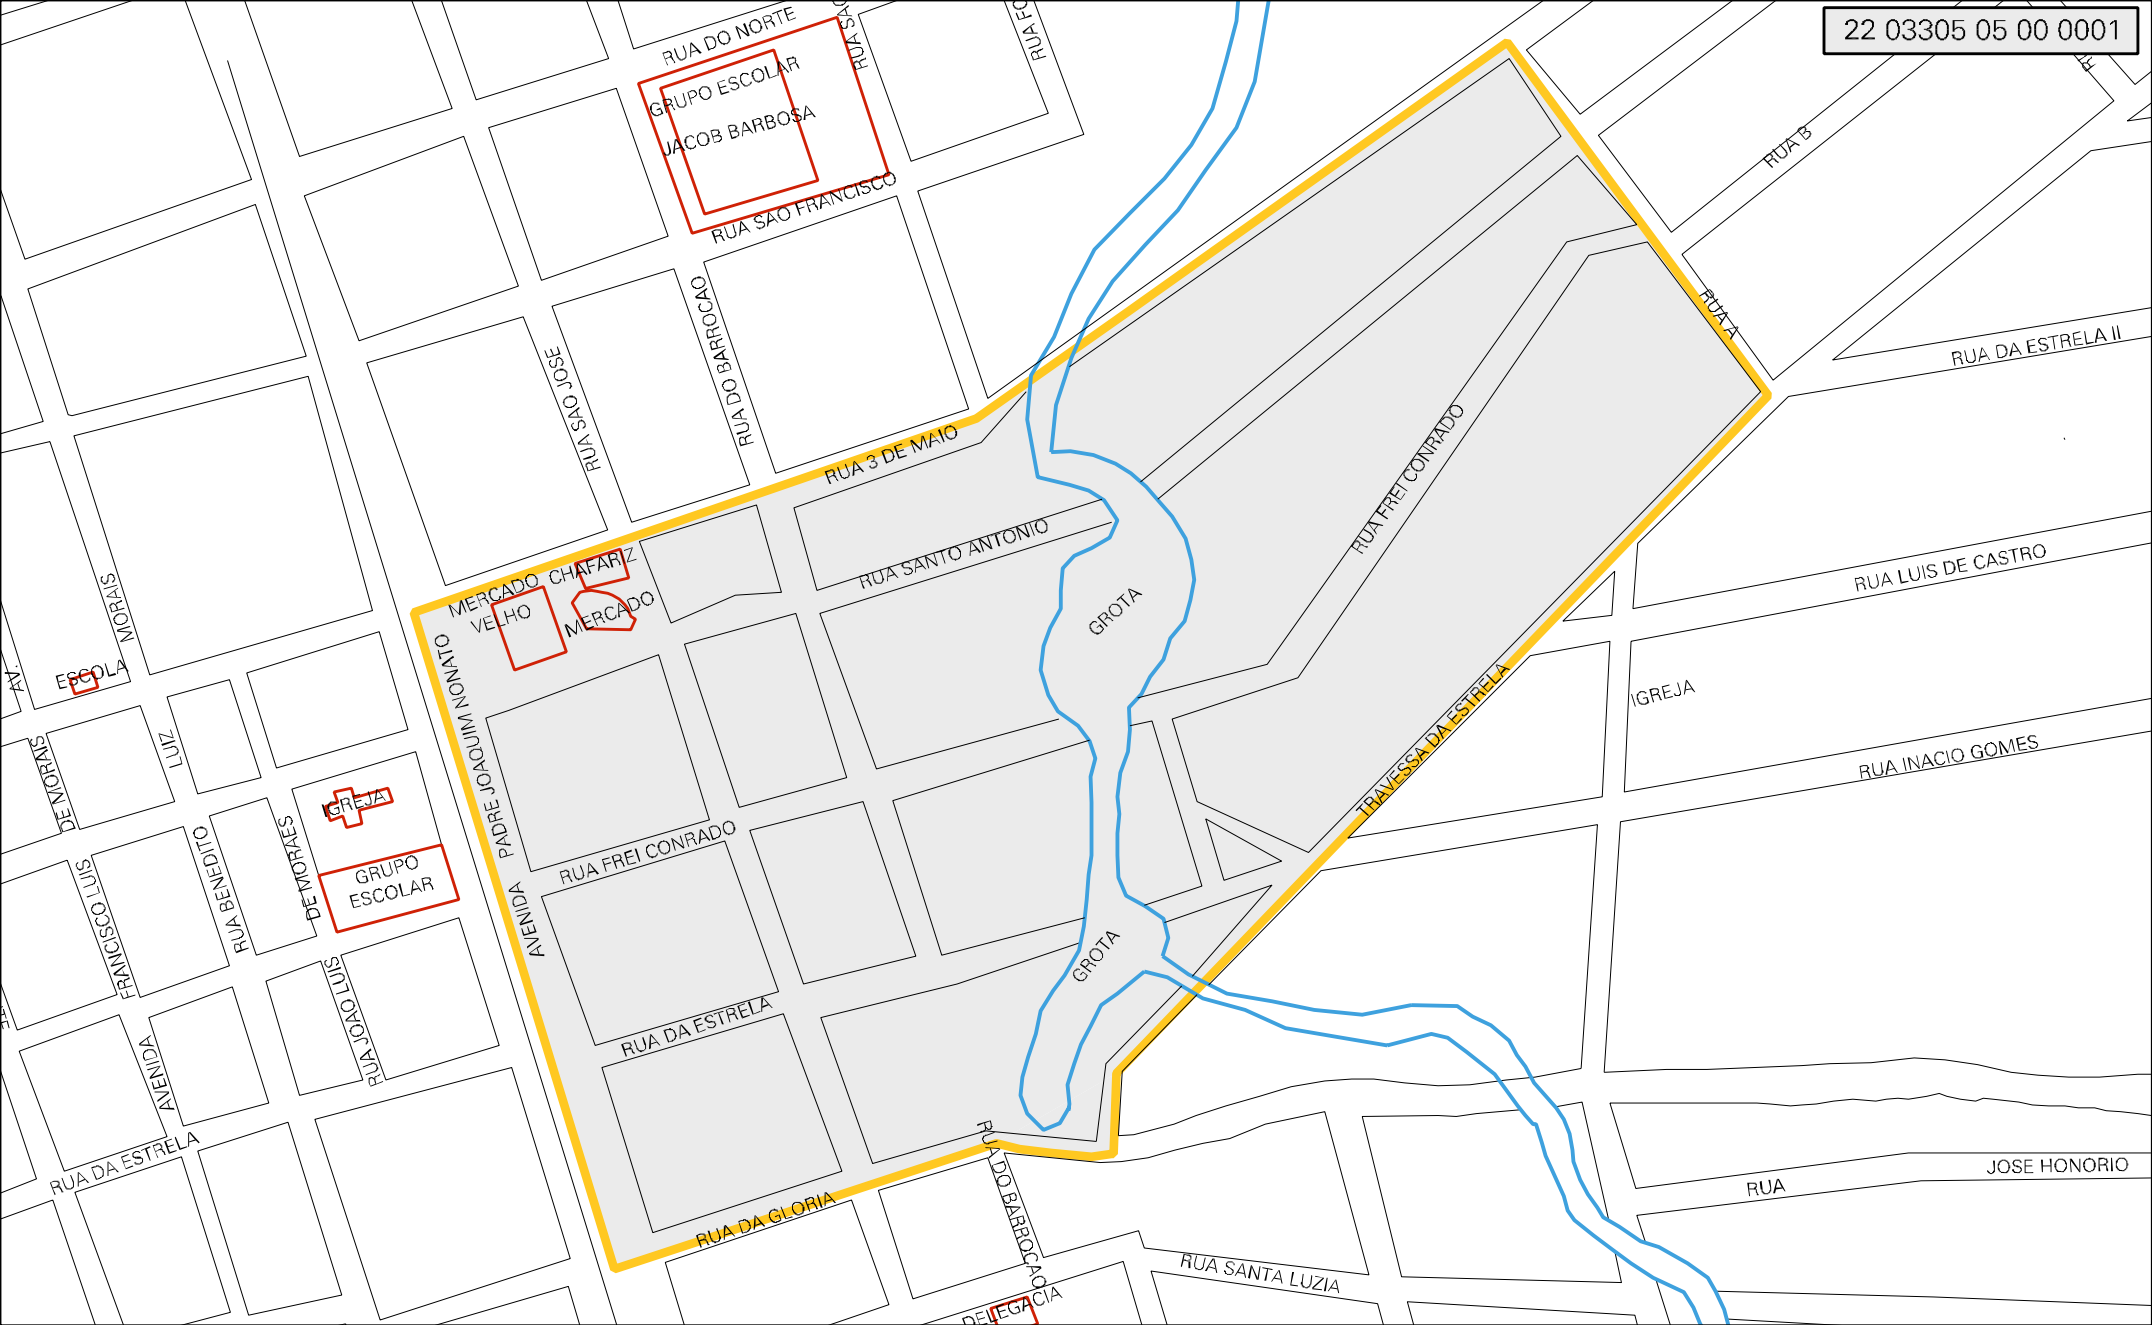 22 03305 05 00 0001
RUA DO NORTE
GRUPO ESCOLAR
JACOB BARBOSA
RUA SAO FRANCISCO
RUA B
RUA A
RUA DA ESTRELA II
RUA DO BARROCAO
RUA SAO JOSE
RUA 3 DE MAIO
RUA SANTO ANTONIO
RUA FREI CONRADO
MERCADO
VELHO
CHAFARIZ
MERCADO
GROTA
RUA LUIS DE CASTRO
MORAIS
AV.
ESCOLA
PADRE JOAQUIM NONATO
AVENIDA
TRAVESSA DA ESTRELA
IGREJA
RUA INACIO GOMES
DE MORAIS
LUIZ
IGREJA
GRUPO
ESCOLAR
DE MORAES
RUA BENEDITO
FRANCISCO LUIS
RUA FREI CONRADO
GROTA
RUA DA ESTRELA
RUA JOAO LUIS
AVENIDA
RUA DA ESTRELA
RUA DA GLORIA
RUA DO BARROCAO
RUA SANTA LUZIA
RUA
JOSE HONORIO
DELEGACIA